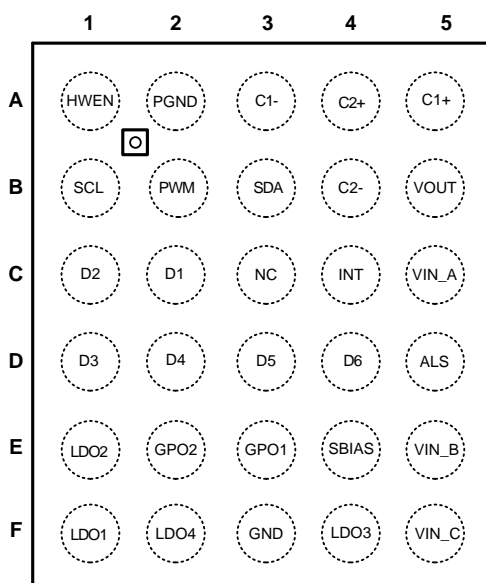 1 2 3 4 5
A HWEN PGND C1- C2+ C1+
B SCL PWM SDA C2- VOUT
C D2 D1 NC INT VIN_A
D D3 D4 D5 D6 ALS
E LDO2 GPO2 GPO1 SBIAS VIN_B
F LDO1 LDO4 GND LDO3 VIN_C